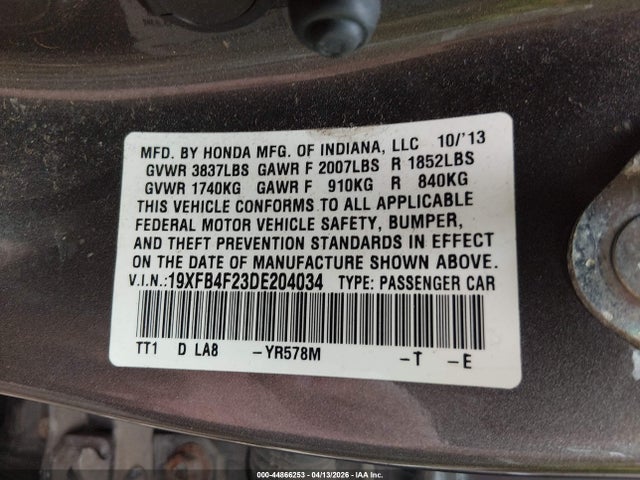 MFD. BY HONDA MFG. OF INDIANA, LLC 10/'13
GVWR 3837LBS GAWR F 2007LBS R 1852LBS
GVWR 1740KG GAWR F 910KG R 840KG
THIS VEHICLE CONFORMS TO ALL APPLICABLE
FEDERAL MOTOR VEHICLE SAFETY, BUMPER,
AND THEFT PREVENTION STANDARDS IN EFFECT
ON THE DATE OF MANUFACTURE SHOWN ABOVE.
V.I.N.:19XFB4F23DE204034 TYPE: PASSENGER CAR
TT1 D LA8 -YR578M -T -E
000-44866253 - 04/13/2026 - IAA Inc.